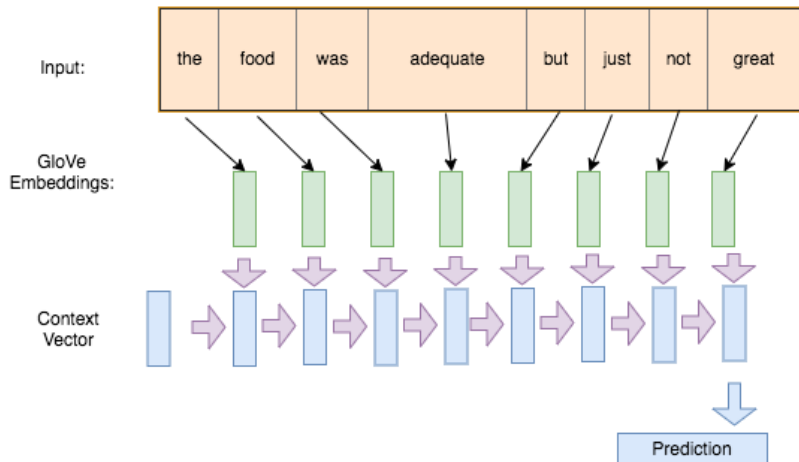 Input:
the food was adequate but just not great
GloVe
Embeddings:
Context
Vector
Prediction